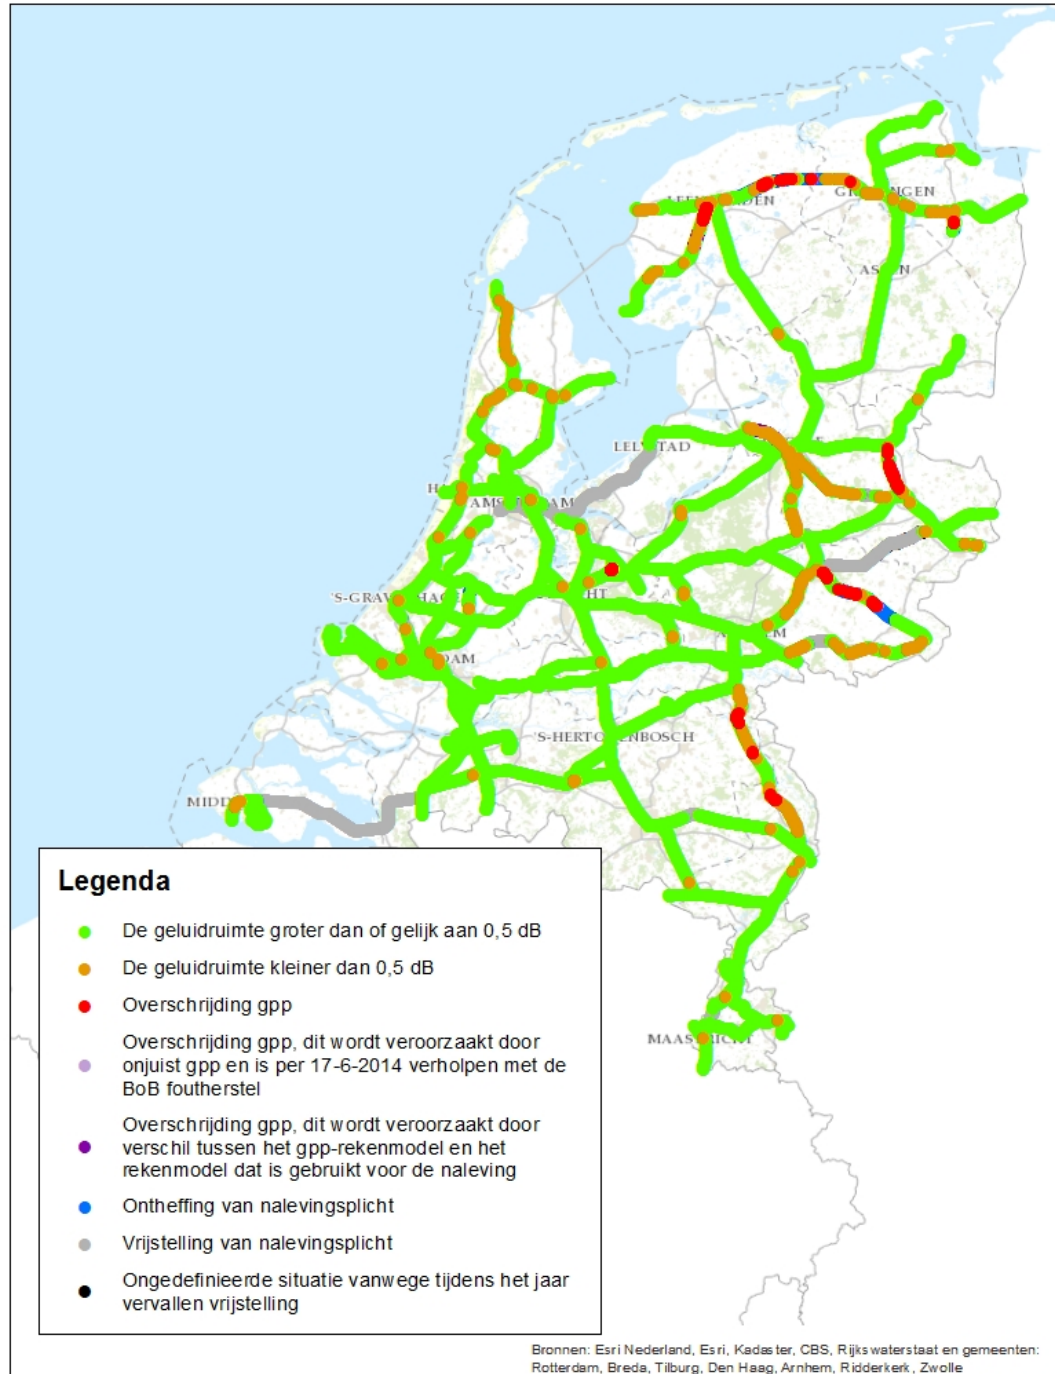 ASSEN
LELYSTAD
'S-HERTOGENBOSCH
Legenda
De geluidruimte groter dan of gelijk aan 0,5 dB
De geluidruimte kleiner dan 0,5 dB
Overschrijding gpp
Overschrijding gpp, dit wordt veroorzaakt door
onjuist gpp en is per 17-6-2014 verholpen met de
BoB foutherstel
Overschrijding gpp, dit wordt veroorzaakt door
verschil tussen het gpp-rekenmodel en het
rekenmodel dat is gebruikt voor de naleving
Ontheffing van nalevingsplicht
Vrijstelling van nalevingsplicht
Ongedefinieerde situatie vanwege tijdens het jaar
vervallen vrijstelling
Bronnen: Esri Nederland, Esri, Kadaster, CBS, Rijkswaterstaat en gemeenten:
Rotterdam, Breda, Tilburg, Den Haag, Arnhem, Ridderkerk, Zwolle